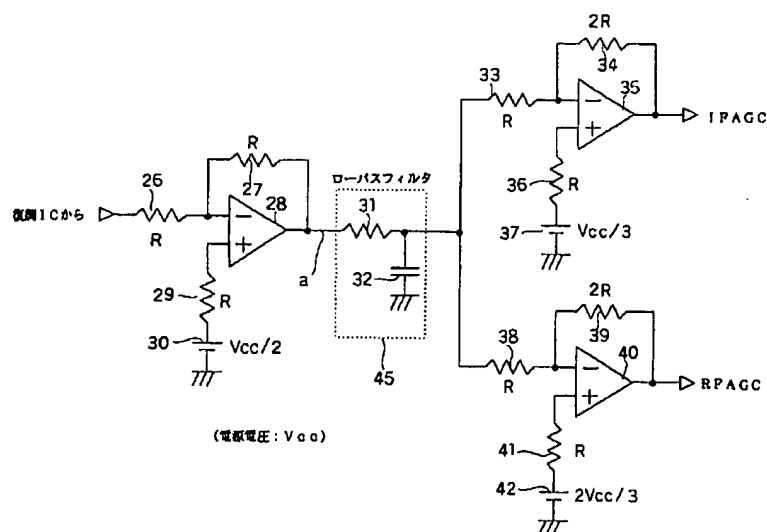 2R
34
33
35
R
IFAGC
R
27
26
28
ローパスフィルタ
31
復調ICから
R
36
R
37
Vcc/3
29
R
a
32
30
Vcc/2
45
2R
39
38
40
R
RFAGC
(電源電圧:Vcc)
41
R
42
2Vcc/3